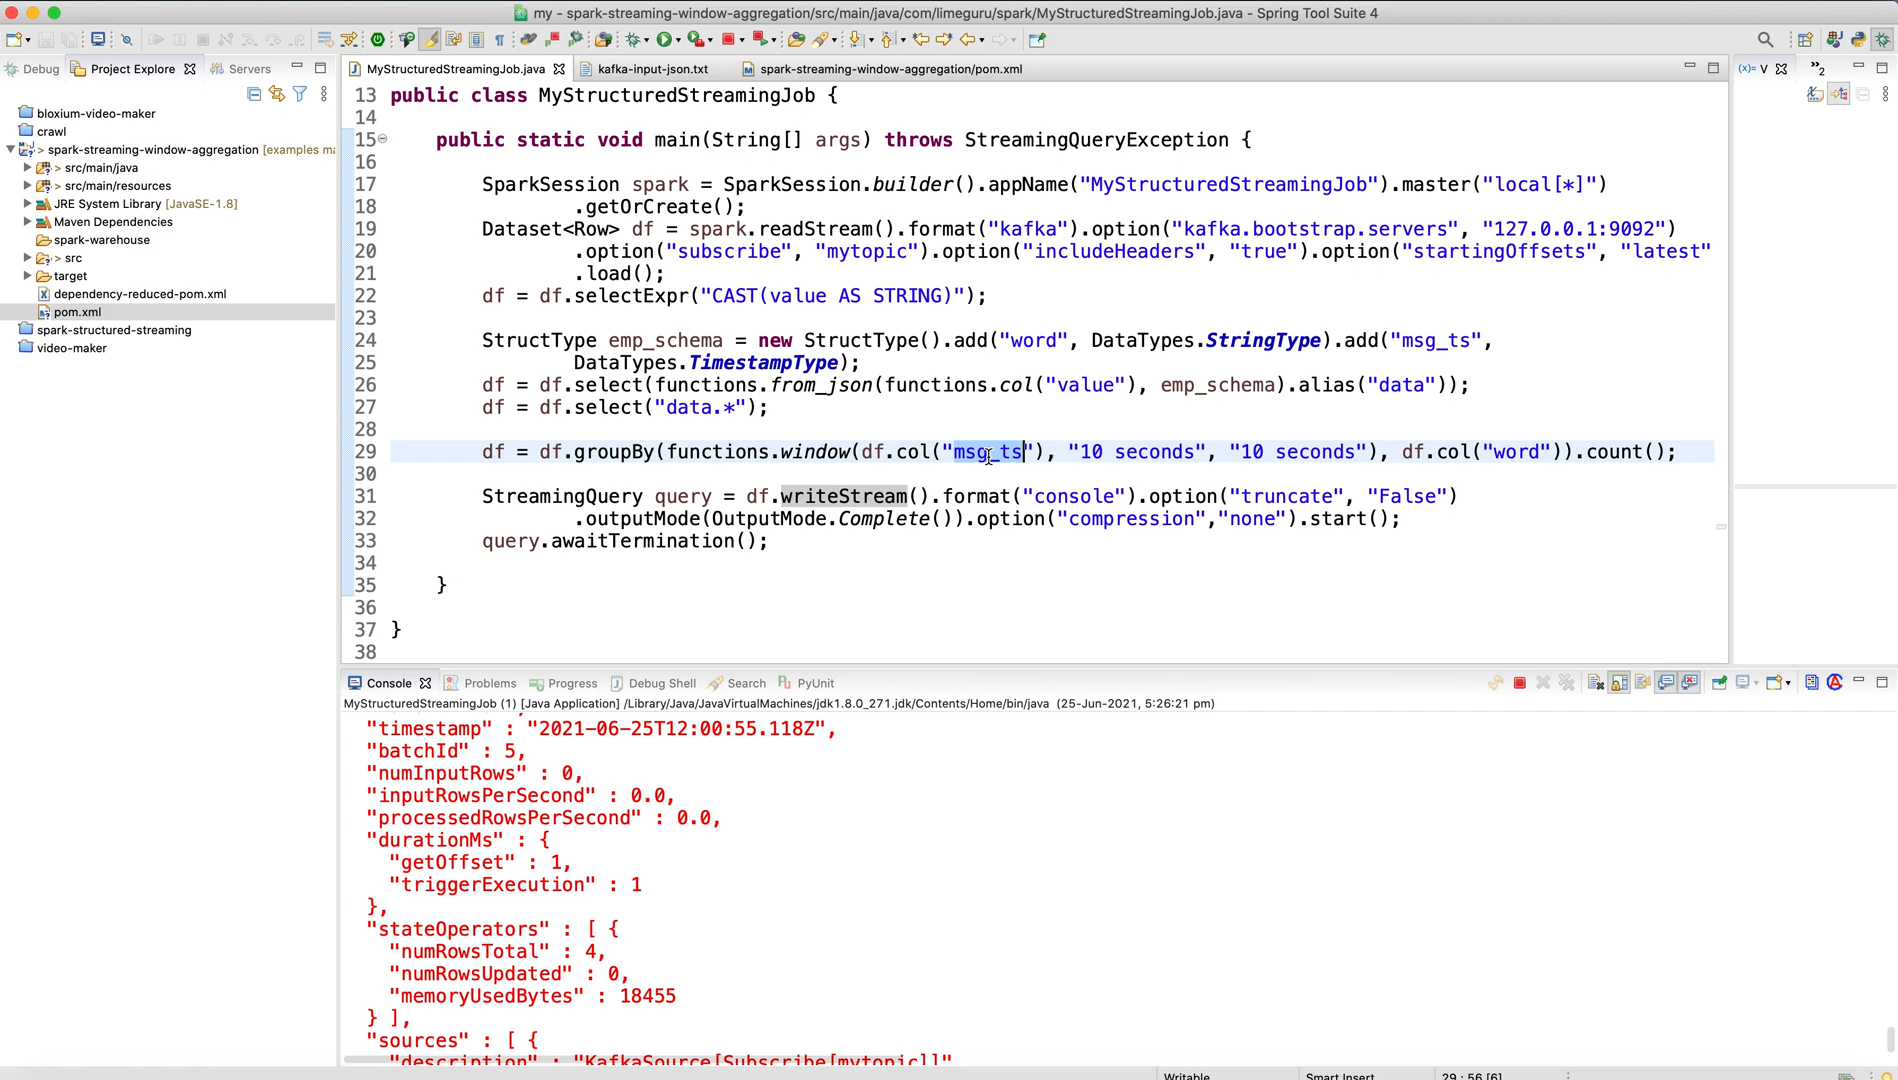 my - spark-streaming-window-aggregation/src/main/java/com/limeguru/spark/MyStructuredStreamingJob.java - Spring Tool Suite 4
Debug
Project Explore
Servers
MyStructuredStreamingJob.java
kafka-input-json.txt
spark-streaming-window-aggregation/pom.xml
(x)= V
2
bloxium-video-maker
crawl
> spark-streaming-window-aggregation [examples ma
> src/main/java
> src/main/resources
JRE System Library [JavaSE-1.8]
Maven Dependencies
spark-warehouse
> src
target
dependency-reduced-pom.xml
pom.xml
spark-structured-streaming
video-maker
13 public class MyStructuredStreamingJob {
14
15 public static void main(String[] args) throws StreamingQueryException {
16
17 SparkSession spark = SparkSession.builder().appName("MyStructuredStreamingJob").master("local[*]")
18 .getOrCreate();
19 Dataset<Row> df = spark.readStream().format("kafka").option("kafka.bootstrap.servers", "127.0.0.1:9092")
20 .option("subscribe", "mytopic").option("includeHeaders", "true").option("startingOffsets", "latest"
21 .load();
22 df = df.selectExpr("CAST(value AS STRING)");
23
24 StructType emp_schema = new StructType().add("word", DataTypes.StringType).add("msg_ts",
25 DataTypes.TimestampType);
26 df = df.select(functions.from_json(functions.col("value"), emp_schema).alias("data"));
27 df = df.select("data.*");
28
29 df = df.groupBy(functions.window(df.col("msg_ts"), "10 seconds", "10 seconds"), df.col("word")).count();
30
31 StreamingQuery query = df.writeStream().format("console").option("truncate", "False")
32 .outputMode(OutputMode.Complete()).option("compression","none").start();
33 query.awaitTermination();
34
35 }
36
37 }
38
Console
Problems
Progress
Debug Shell
Search
PyUnit
MyStructuredStreamingJob (1) [Java Application] /Library/Java/JavaVirtualMachines/jdk1.8.0_271.jdk/Contents/Home/bin/java (25-Jun-2021, 5:26:21 pm)
"timestamp" : "2021-06-25T12:00:55.118Z",
"batchId" : 5,
"numInputRows" : 0,
"inputRowsPerSecond" : 0.0,
"processedRowsPerSecond" : 0.0,
"durationMs" : {
"getOffset" : 1,
"triggerExecution" : 1
},
"stateOperators" : [ {
"numRowsTotal" : 4,
"numRowsUpdated" : 0,
"memoryUsedBytes" : 18455
} ],
"sources" : [ {
"description" : "KafkaSource[Subscribe[mytopic]]"
Writable
Smart Insert
29 : 56 [6]